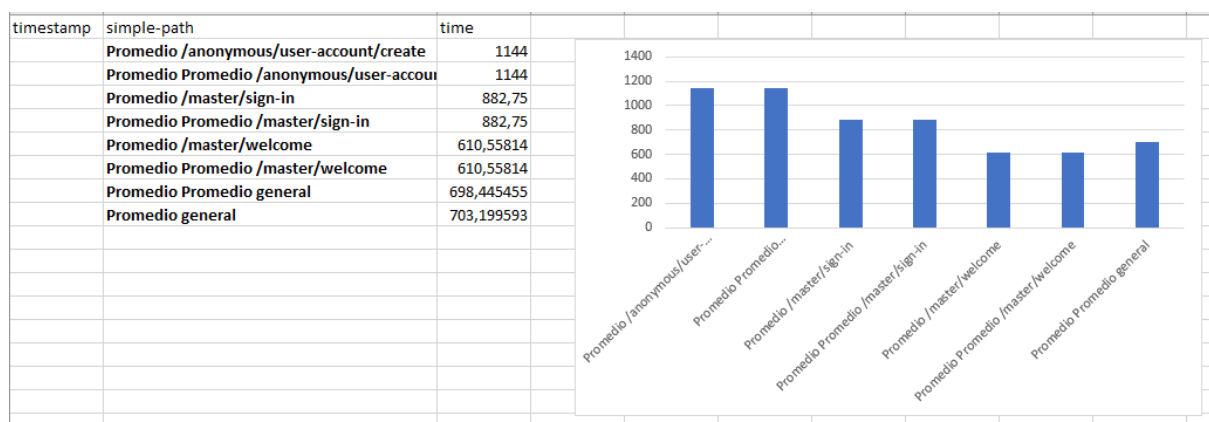 timestamp simple-path time
Promedio /anonymous/user-account/create 1144
Promedio Promedio /anonymous/user-accou 1144
Promedio /master/sign-in 882,75
Promedio Promedio /master/sign-in 882,75
Promedio /master/welcome 610,55814
Promedio Promedio /master/welcome 610,55814
Promedio Promedio general 698,445455
Promedio general 703,199593
1400
1200
1000
800
600
400
200
0
Promedio /anonymous/user-...
Promedio Promedio...
Promedio /master/sign-in
Promedio Promedio /master/sign-in
Promedio /master/welcome
Promedio Promedio /master/welcome
Promedio Promedio general